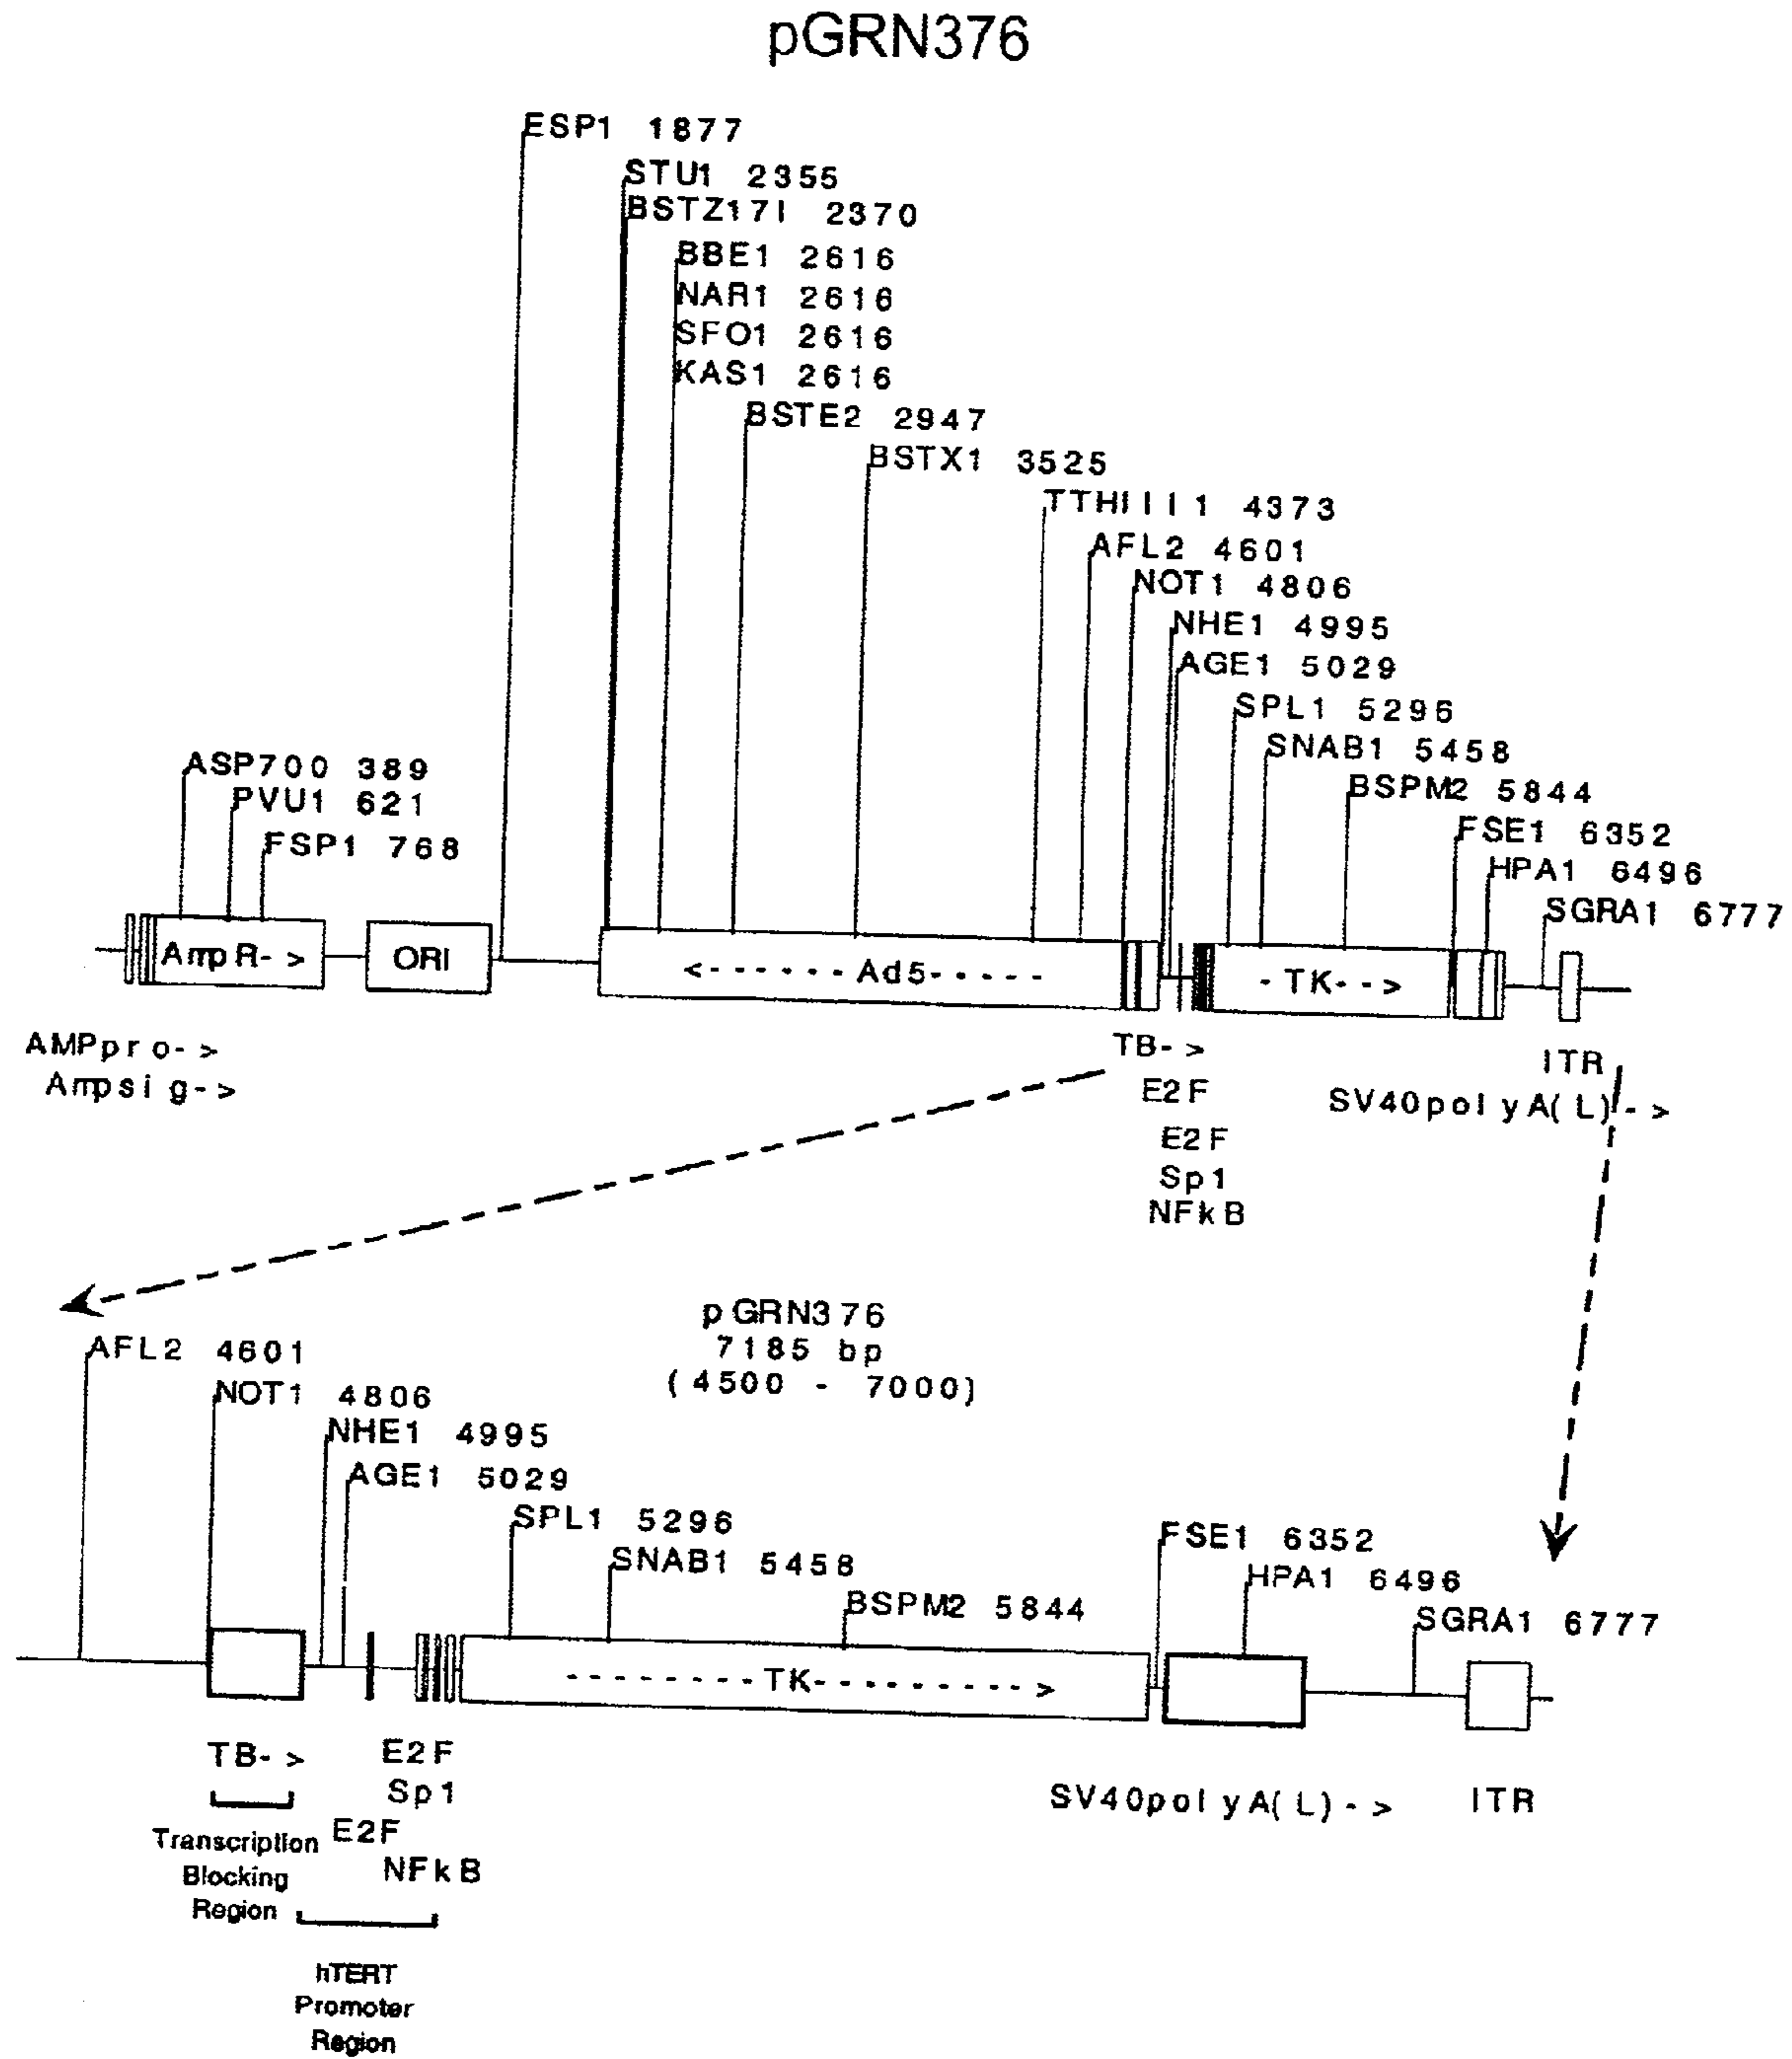 pGRN376
ESP1 1877
STU1 2355
BSTZ17I 2370
BBE1 2616
NAR1 2616
SFO1 2616
KAS1 2616
BSTE2 2947
BSTX1 3525
TTHIII1 4373
AFL2 4601
NOT1 4806
NHE1 4995
AGE1 5029
SPL1 5296
SNAB1 5458
BSPM2 5844
FSE1 6352
HPA1 6496
SGRA1 6777
ASP700 389
PVU1 621
FSP1 768
AmpR- >
ORI
<- - - - - - Ad5- - - - -
- TK- - >
AMPpro- >
Ampsig- >
TB- >
E2F
E2F
Sp1
NFkB
ITR
SV40polyA(L)- >
pGRN376
7185 bp
(4500 - 7000)
AFL2 4601
NOT1 4806
NHE1 4995
AGE1 5029
SPL1 5296
SNAB1 5458
BSPM2 5844
FSE1 6352
HPA1 6496
SGRA1 6777
- - - - - - - - TK- - - - - - - - - >
TB- >
E2F
Sp1
E2F
NFkB
SV40polyA(L)- >
ITR
Transcription
Blocking
Region
hTERT
Promoter
Region